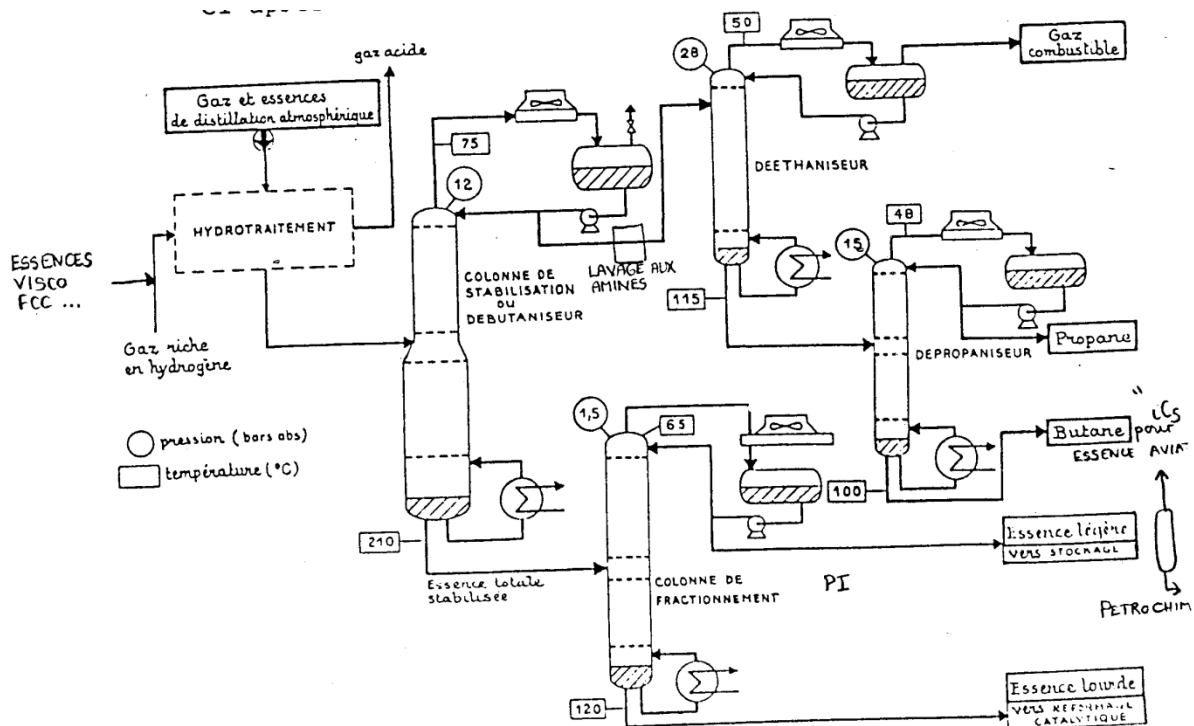 50
gaz acide
28
Gaz
combustible
Gaz et essences
de distillation atmosphérique
75
12
DEETHANISEUR
48
HYDROTRAITEMENT
15
ESSENCES
VISCO
FCC ...
LAVAGE AUX
AMINES
COLONNE DE
STABILISATION
OU
DEBUTANISEUR
115
Gaz riche
en hydrogène
Propane
DEPROPANISEUR
1,5
65
pression (bars abs)
température (°C)
Butane
" iC5
pour
ESSENCE AVIAT
100
210
Essence légère
vers STOCKAGE
Essence totale
stabilisée
COLONNE DE
FRACTIONNEMENT
PI
PETROCHIM
Essence lourde
vers REFORMAGE
CATALYTIQUE
120